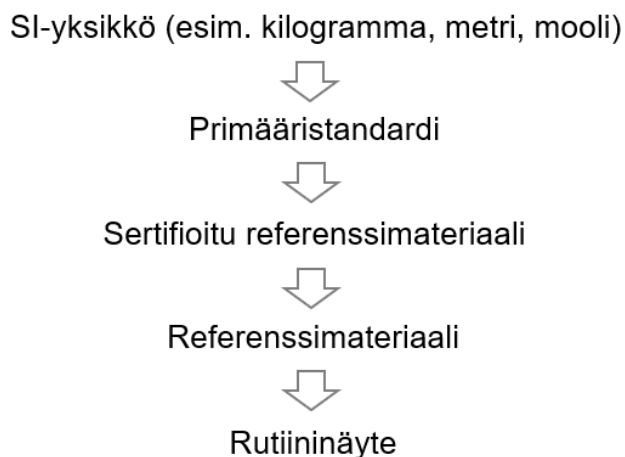 SI-yksikkö (esim. kilogramma, metri, mooli)
Primääristandardi
Sertifioitu referenssimateriaali
Referenssimateriaali
Rutiininäyte